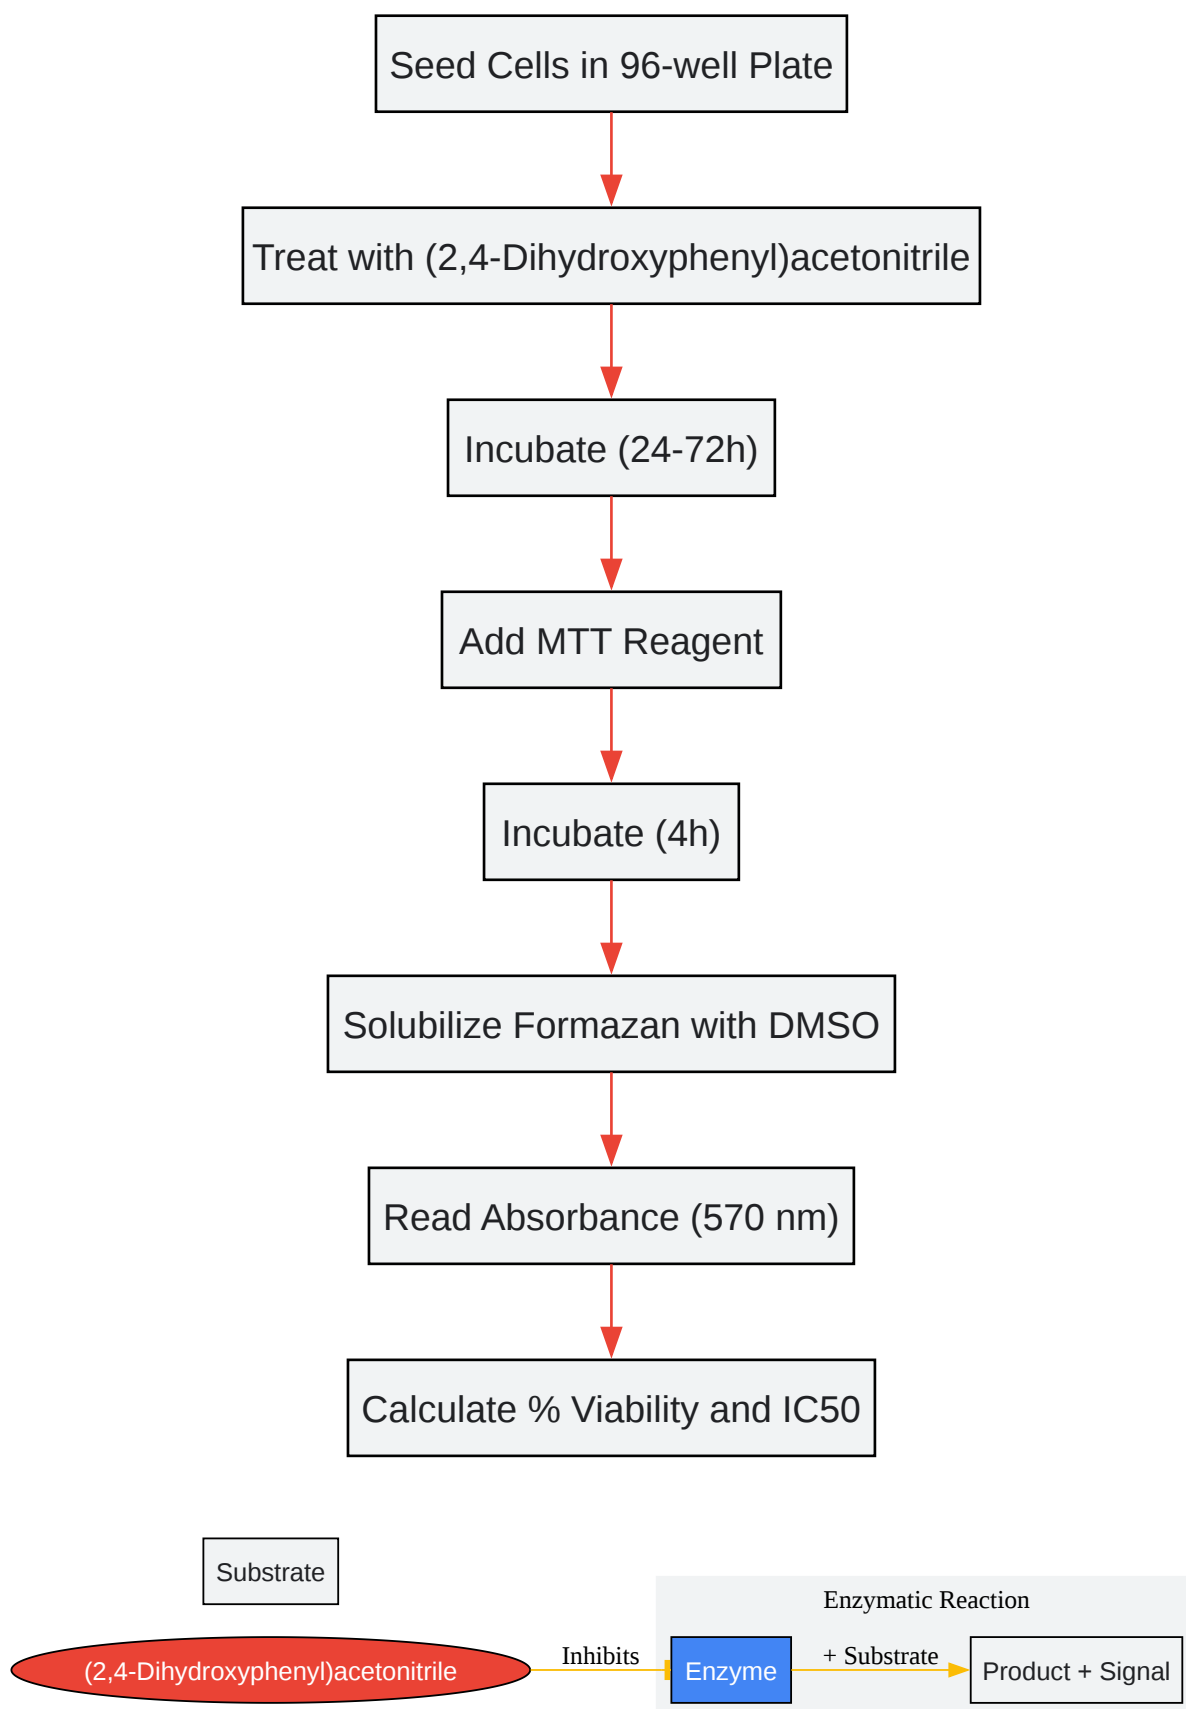 Seed Cells in 96-well Plate
Treat with (2,4-Dihydroxyphenyl)acetonitrile
Incubate (24-72h)
Add MTT Reagent
Incubate (4h)
Solubilize Formazan with DMSO
Read Absorbance (570 nm)
Calculate % Viability and IC50
Substrate
Enzymatic Reaction
(2,4-Dihydroxyphenyl)acetonitrile
Inhibits
Enzyme
+ Substrate
Product + Signal